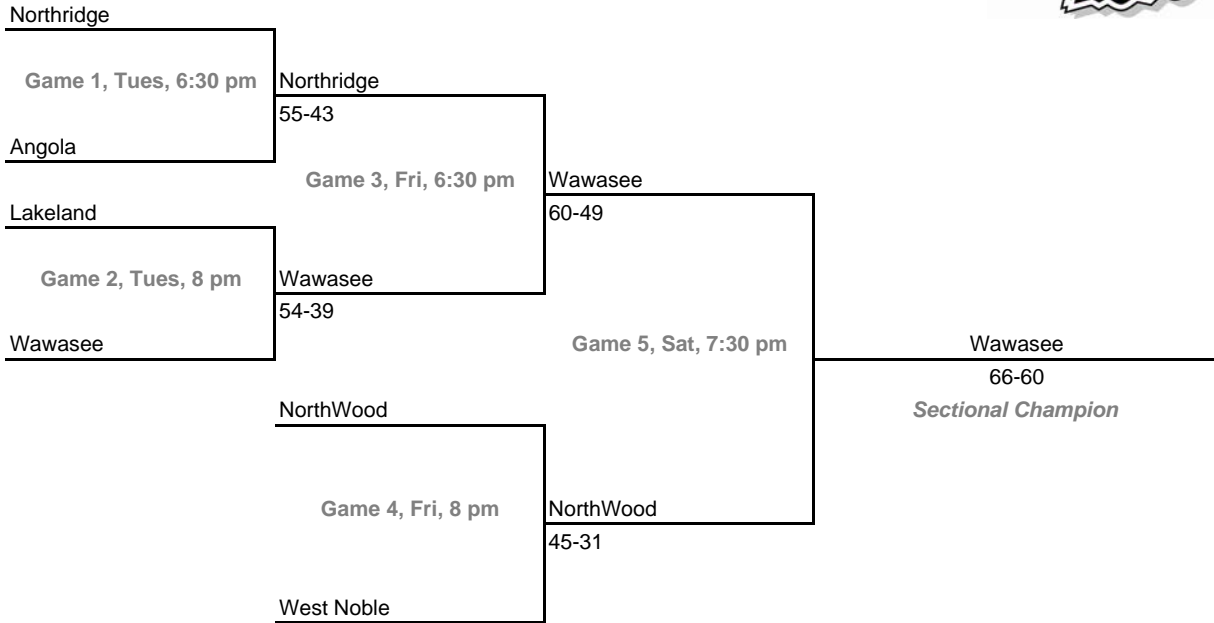 Northridge
Game 1, Tues, 6:30 pm
Northridge
55-43
Angola
Game 3, Fri, 6:30 pm
Wawasee
60-49
Lakeland
Game 2, Tues, 8 pm
Wawasee
54-39
Wawasee
Game 5, Sat, 7:30 pm
Wawasee
66-60
Sectional Champion
NorthWood
Game 4, Fri, 8 pm
NorthWood
45-31
West Noble